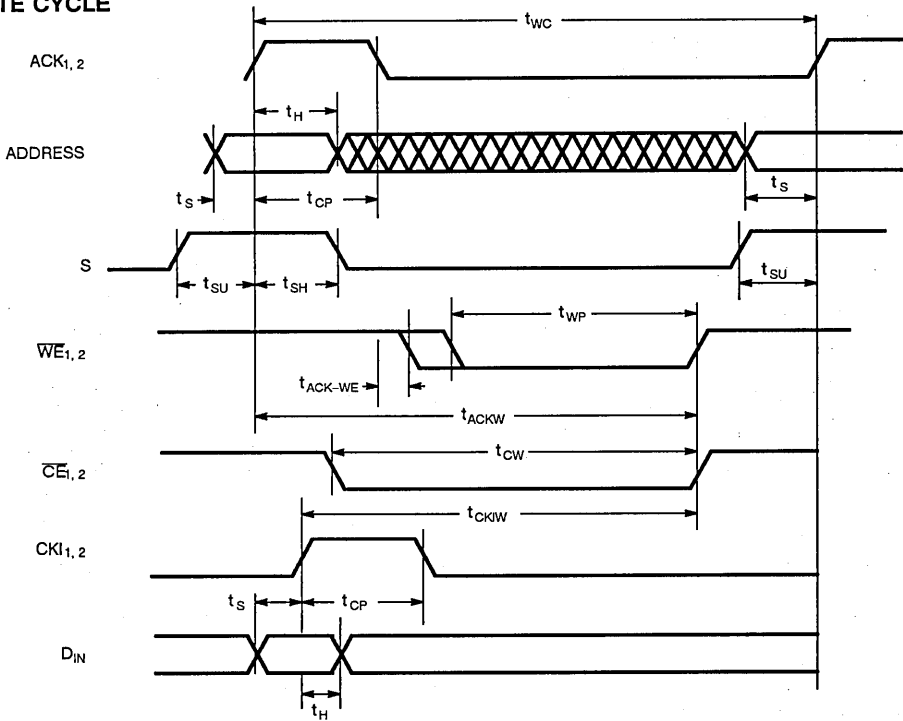 TE CYCLE
tWC
ACK1, 2
tH
ADDRESS
tS tCP tS
S
tSU tSH tSU
tWP
WE1, 2
tACK–WE
tACKW
tCW
CE1, 2
tCKIW
CKI1, 2
tS tCP
DIN
tH